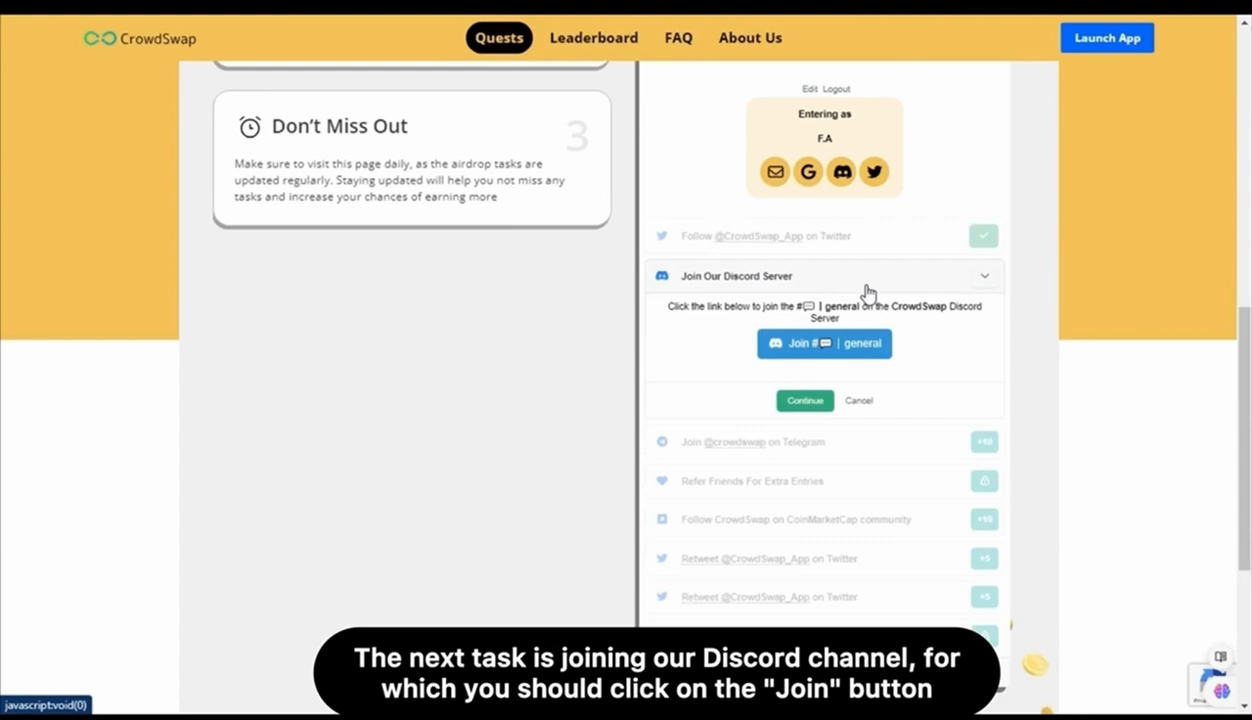 CrowdSwap
Quests
Leaderboard
FAQ
About Us
Launch App
Don't Miss Out
3
Make sure to visit this page daily, as the airdrop tasks are
updated regularly. Staying updated will help you not miss any
tasks and increase your chances of earning more
Edit Logout
Entering as
F.A
Follow @CrowdSwap_App on Twitter
Join Our Discord Server
Click the link below to join the #💬 | general on the CrowdSwap Discord
Server
Join #💬 | general
Continue
Cancel
Join @crowdswap on Telegram
+10
Refer Friends For Extra Entries
Follow CrowdSwap on CoinMarketCap community
+10
Retweet @CrowdSwap_App on Twitter
+5
Retweet @CrowdSwap_App on Twitter
+5
The next task is joining our Discord channel, for
which you should click on the "Join" button
javascript:void(0)